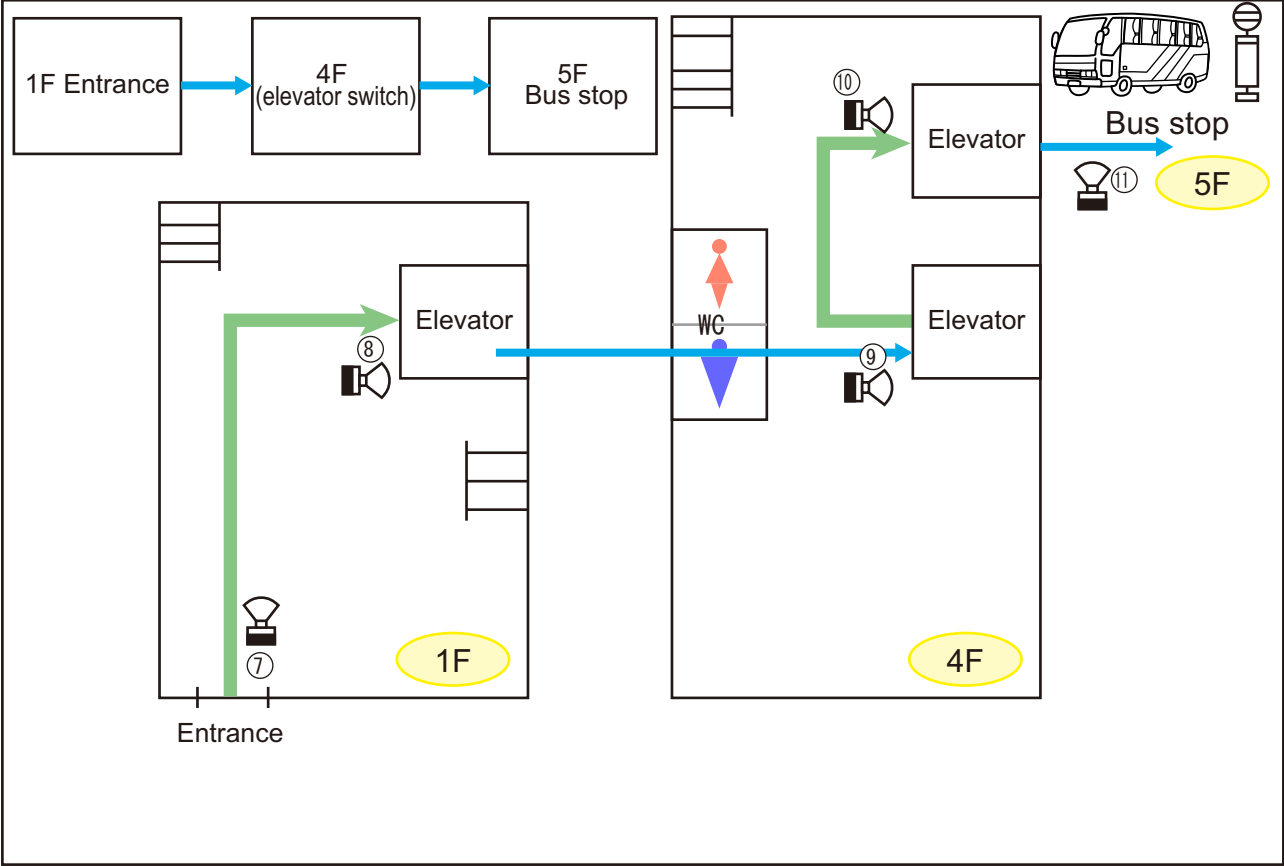 1F Entrance
4F
(elevator switch)
5F
Bus stop
⑩
Elevator
Bus stop
⑪
5F
Elevator
⑧
WC
Elevator
⑨
⑦
1F
4F
Entrance